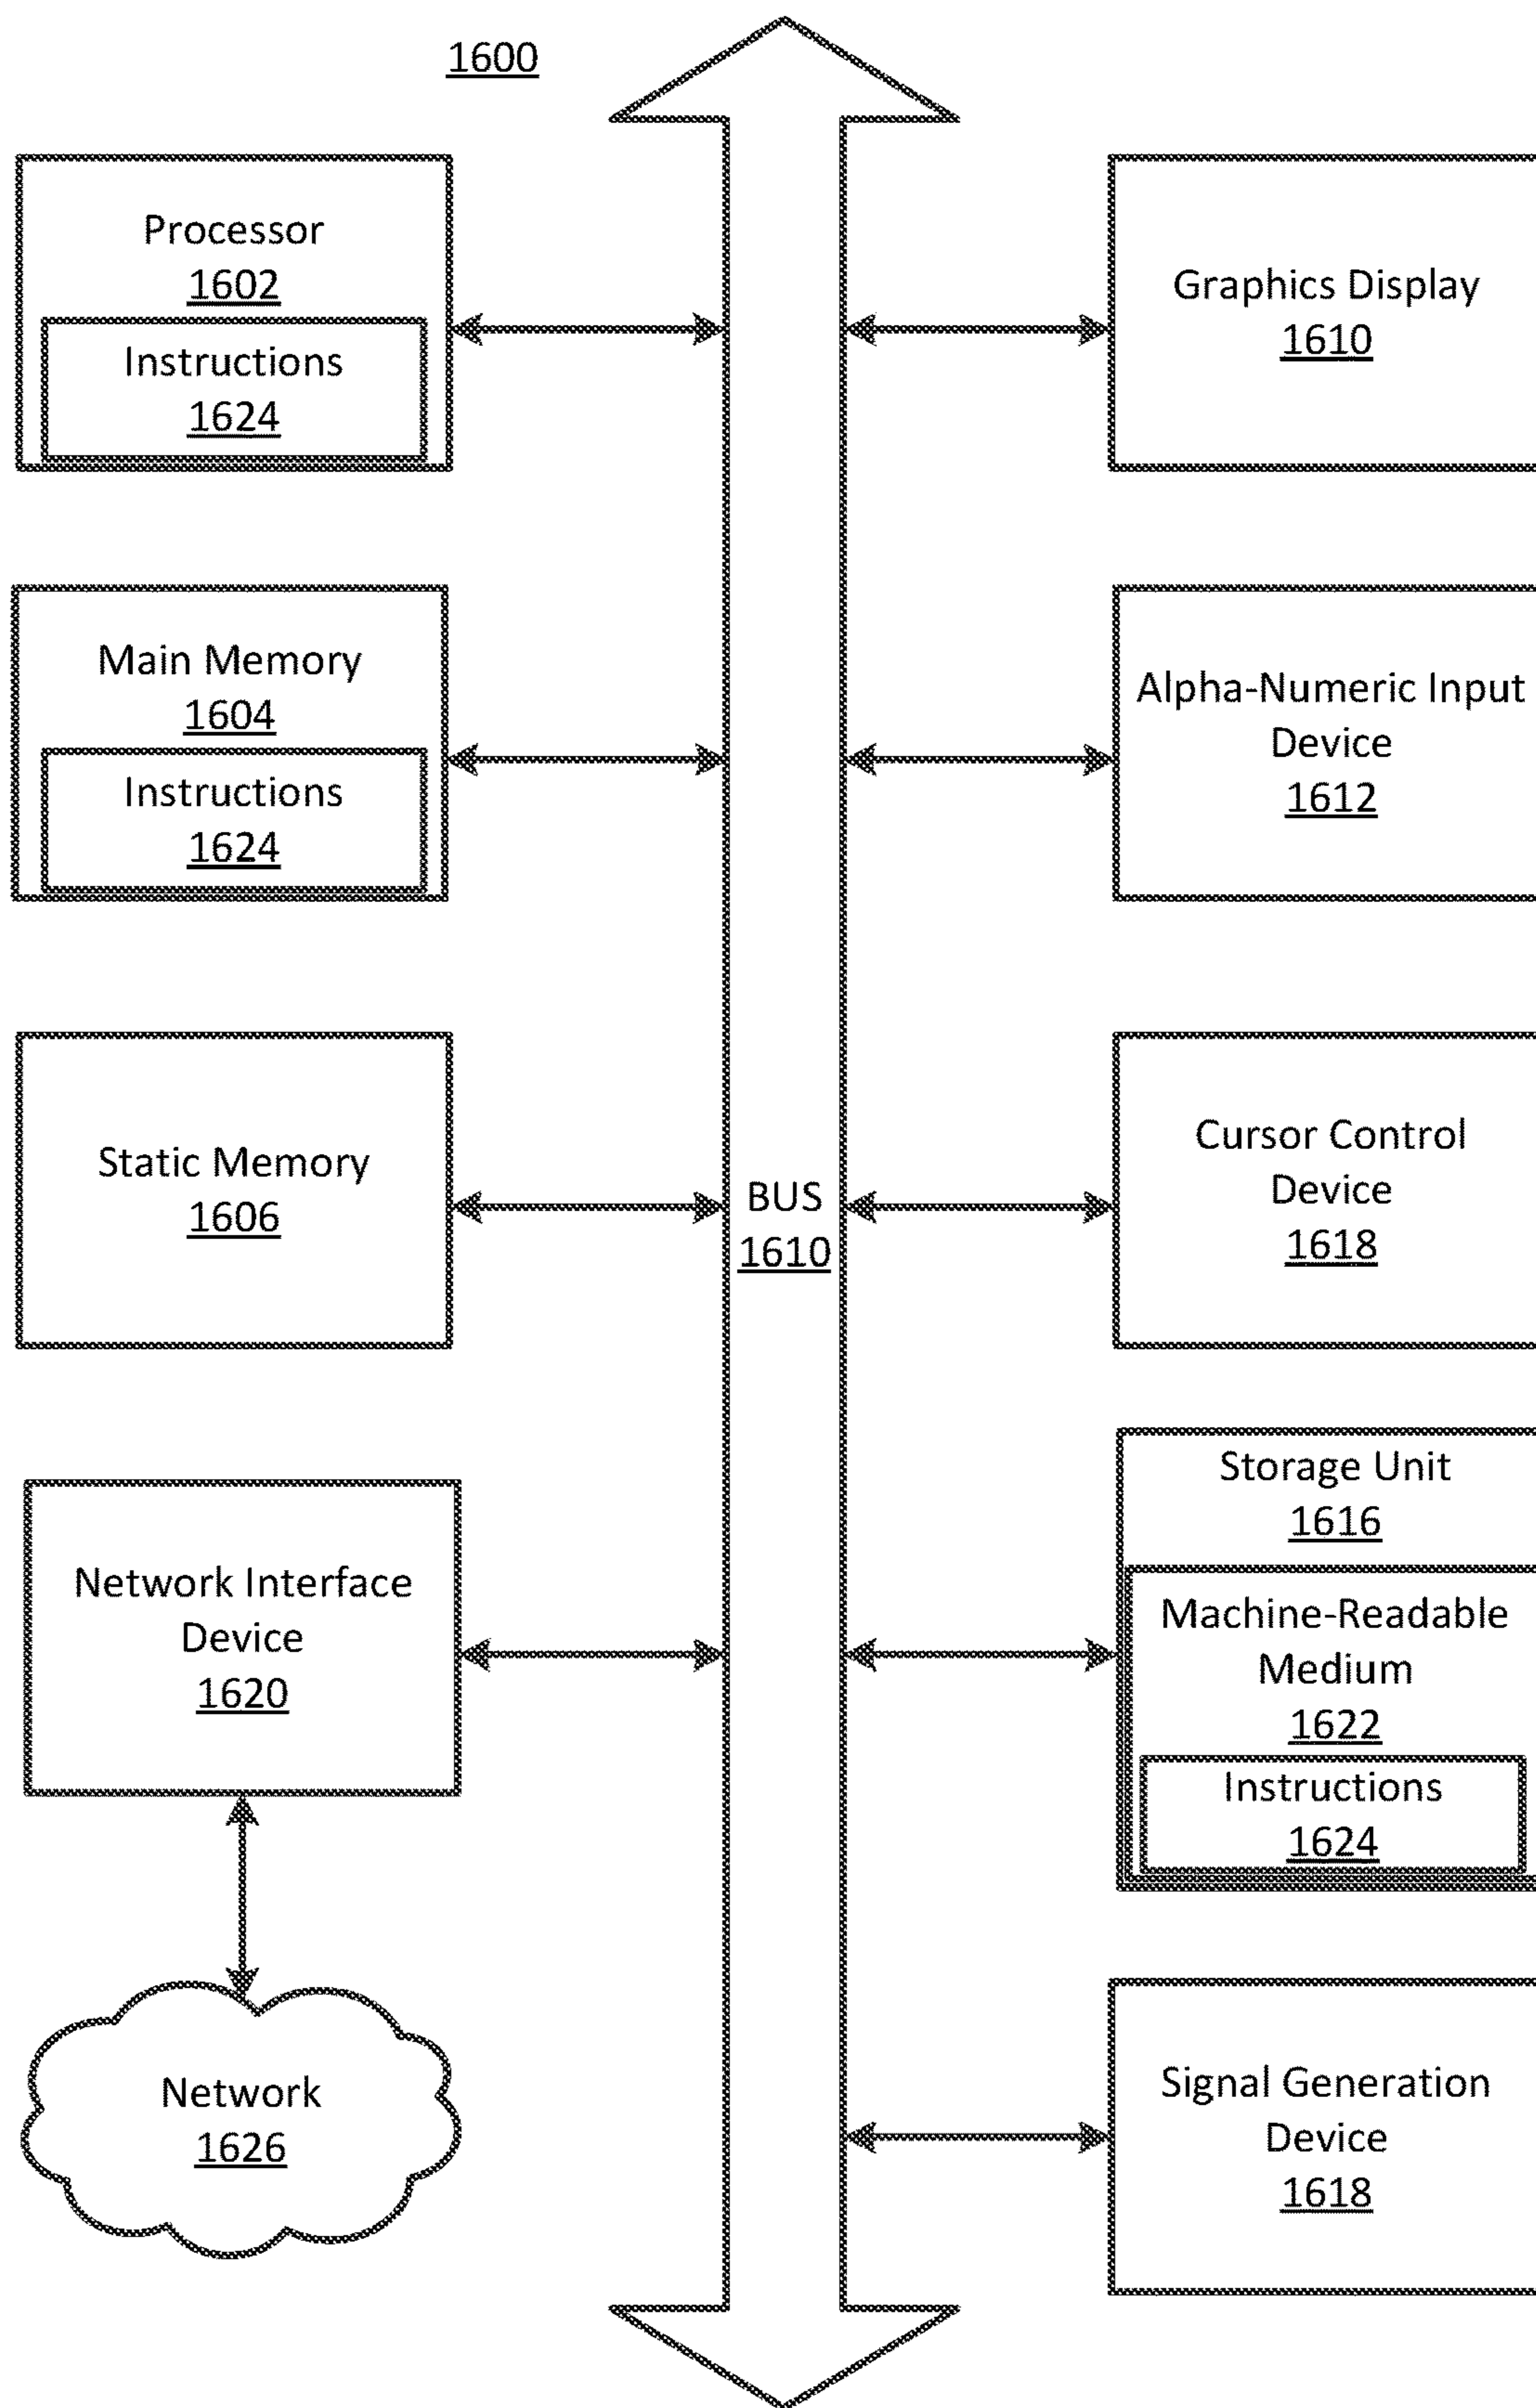 1600
Processor
1602
Instructions
1624
Main Memory
1604
Instructions
1624
Static Memory
1606
Network Interface
Device
1620
Network
1626
BUS
1610
Graphics Display
1610
Alpha-Numeric Input
Device
1612
Cursor Control
Device
1618
Storage Unit
1616
Machine-Readable
Medium
1622
Instructions
1624
Signal Generation
Device
1618